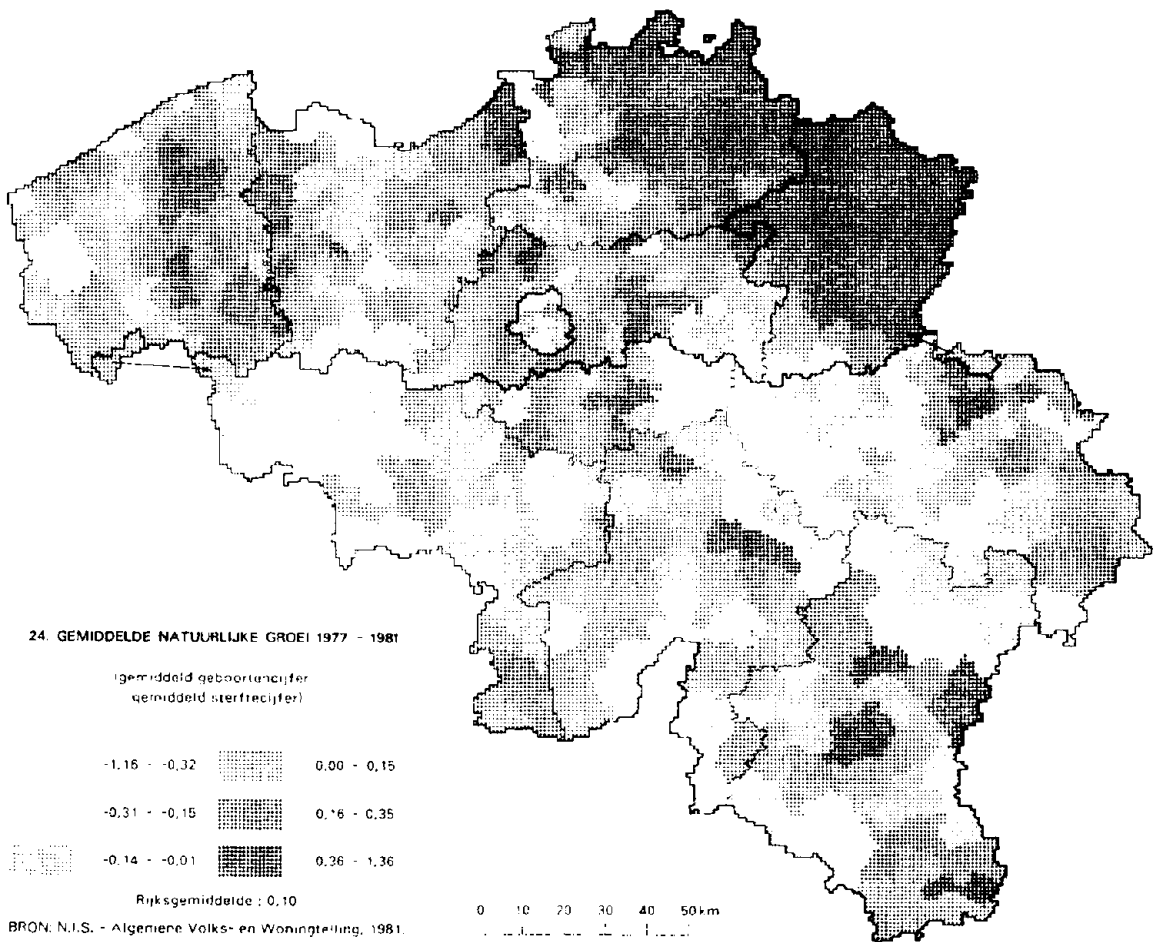 24. GEMIDDELDE NATUURLIJKE GROEI 1977 - 1981
(gemiddeld geboortencijfer
gemiddeld sterftecijfer)
-1,16 - -0,32 0,00 - 0,15
-0,31 - -0,15 0,16 - 0,35
-0,14 - -0,01 0,36 - 1,36
Rijksgemiddelde : 0,10
0 10 20 30 40 50 km
BRON: N.I.S. - Algemene Volks- en Woningtelling, 1981.